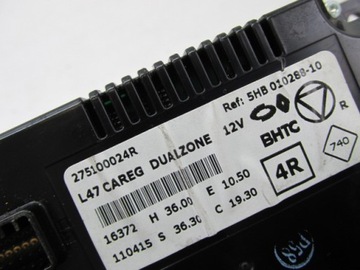 275100024R
Ref: 5HB 010288-10
L47 CAREG DUALZONE
12V
BHTC
R
740
4R
16372 H 36.00 E 10.50
110415 S 36.30 C 19.30